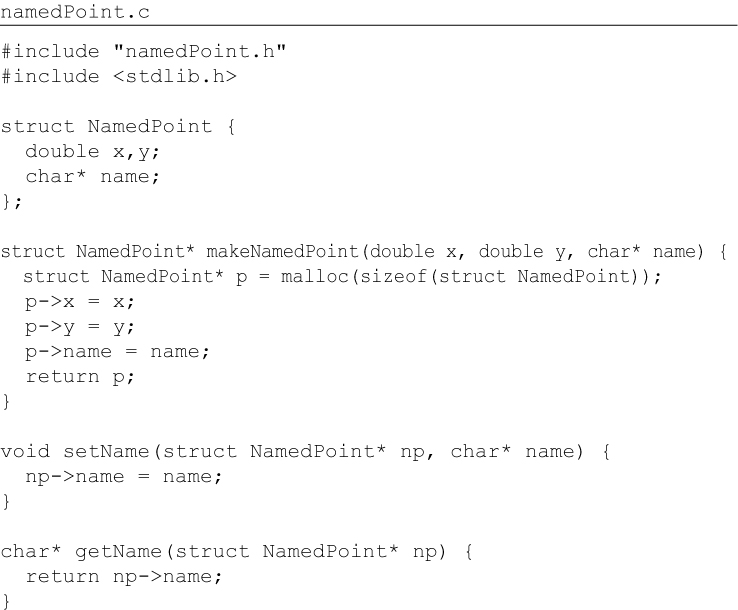 namedPoint.c
#include "namedPoint.h"
#include <stdlib.h>

struct NamedPoint {
  double x,y;
  char* name;
};

struct NamedPoint* makeNamedPoint(double x, double y, char* name) {
  struct NamedPoint* p = malloc(sizeof(struct NamedPoint));
  p->x = x;
  p->y = y;
  p->name = name;
  return p;
}

void setName(struct NamedPoint* np, char* name) {
  np->name = name;
}

char* getName(struct NamedPoint* np) {
  return np->name;
}